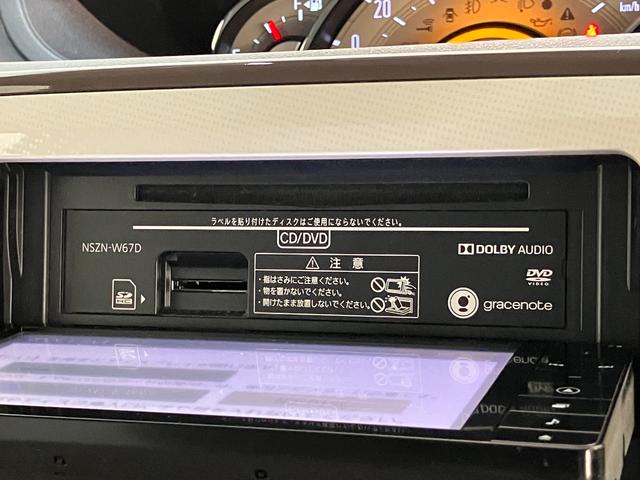 20
0
km/h
ラベルを貼り付けたディスクはご使用にならないでください。
CD/DVD
NSZN-W67D
DOLBY AUDIO
注 意
・指はさみにご注意ください。
・物を置かないでください。
・開けたまま放置しないでください。
SD
DVD
VIDEO
gracenote